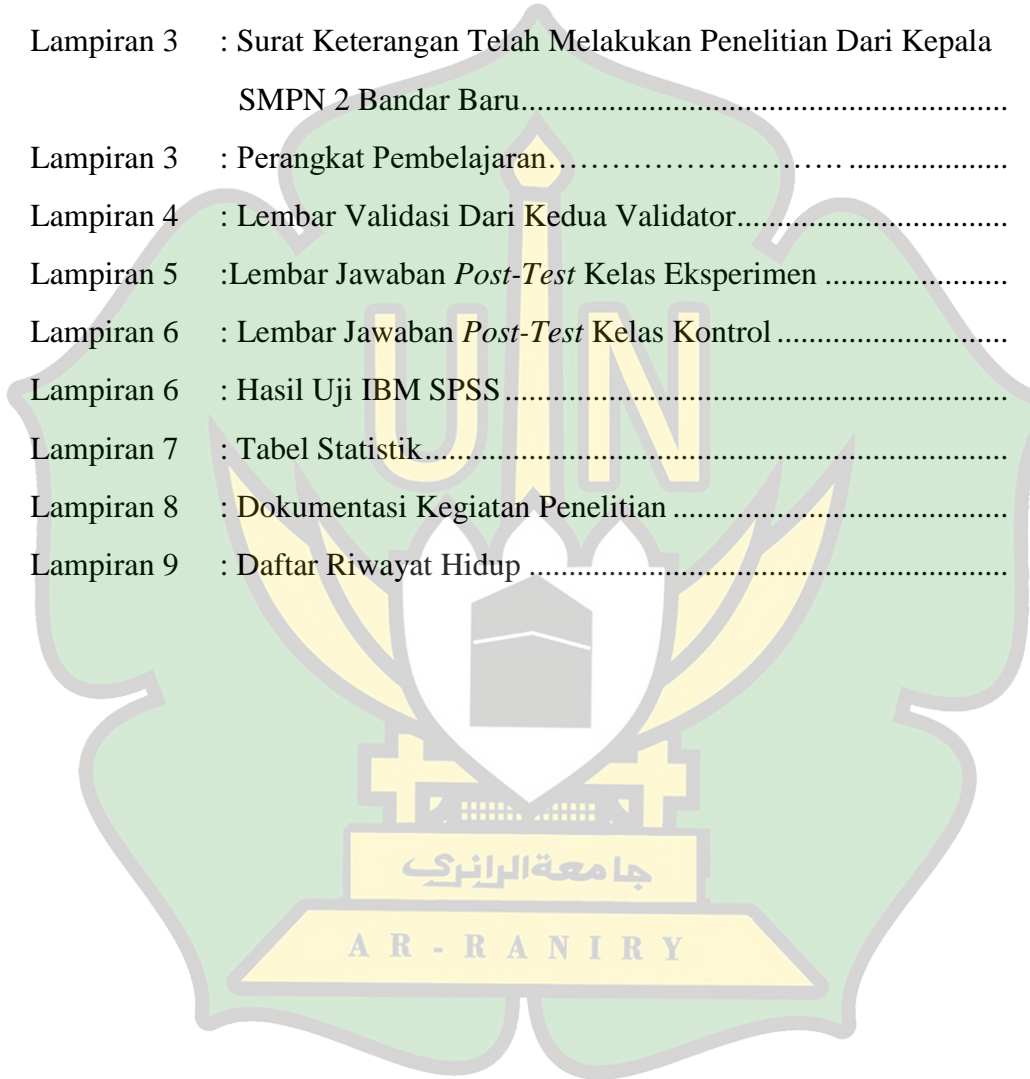 Lampiran 3 : Surat Keterangan Telah Melakukan Penelitian Dari Kepala
SMPN 2 Bandar Baru............................................................
Lampiran 3 : Perangkat Pembelajaran………………………. ....................
Lampiran 4 : Lembar Validasi Dari Kedua Validator..................................
Lampiran 5 :Lembar Jawaban Post-Test Kelas Eksperimen .......................
Lampiran 6 : Lembar Jawaban Post-Test Kelas Kontrol .............................
Lampiran 6 : Hasil Uji IBM SPSS ..............................................................
Lampiran 7 : Tabel Statistik........................................................................
Lampiran 8 : Dokumentasi Kegiatan Penelitian .........................................
Lampiran 9 : Daftar Riwayat Hidup ...........................................................
UIN
جامعة الرانري
AR-RANIRY